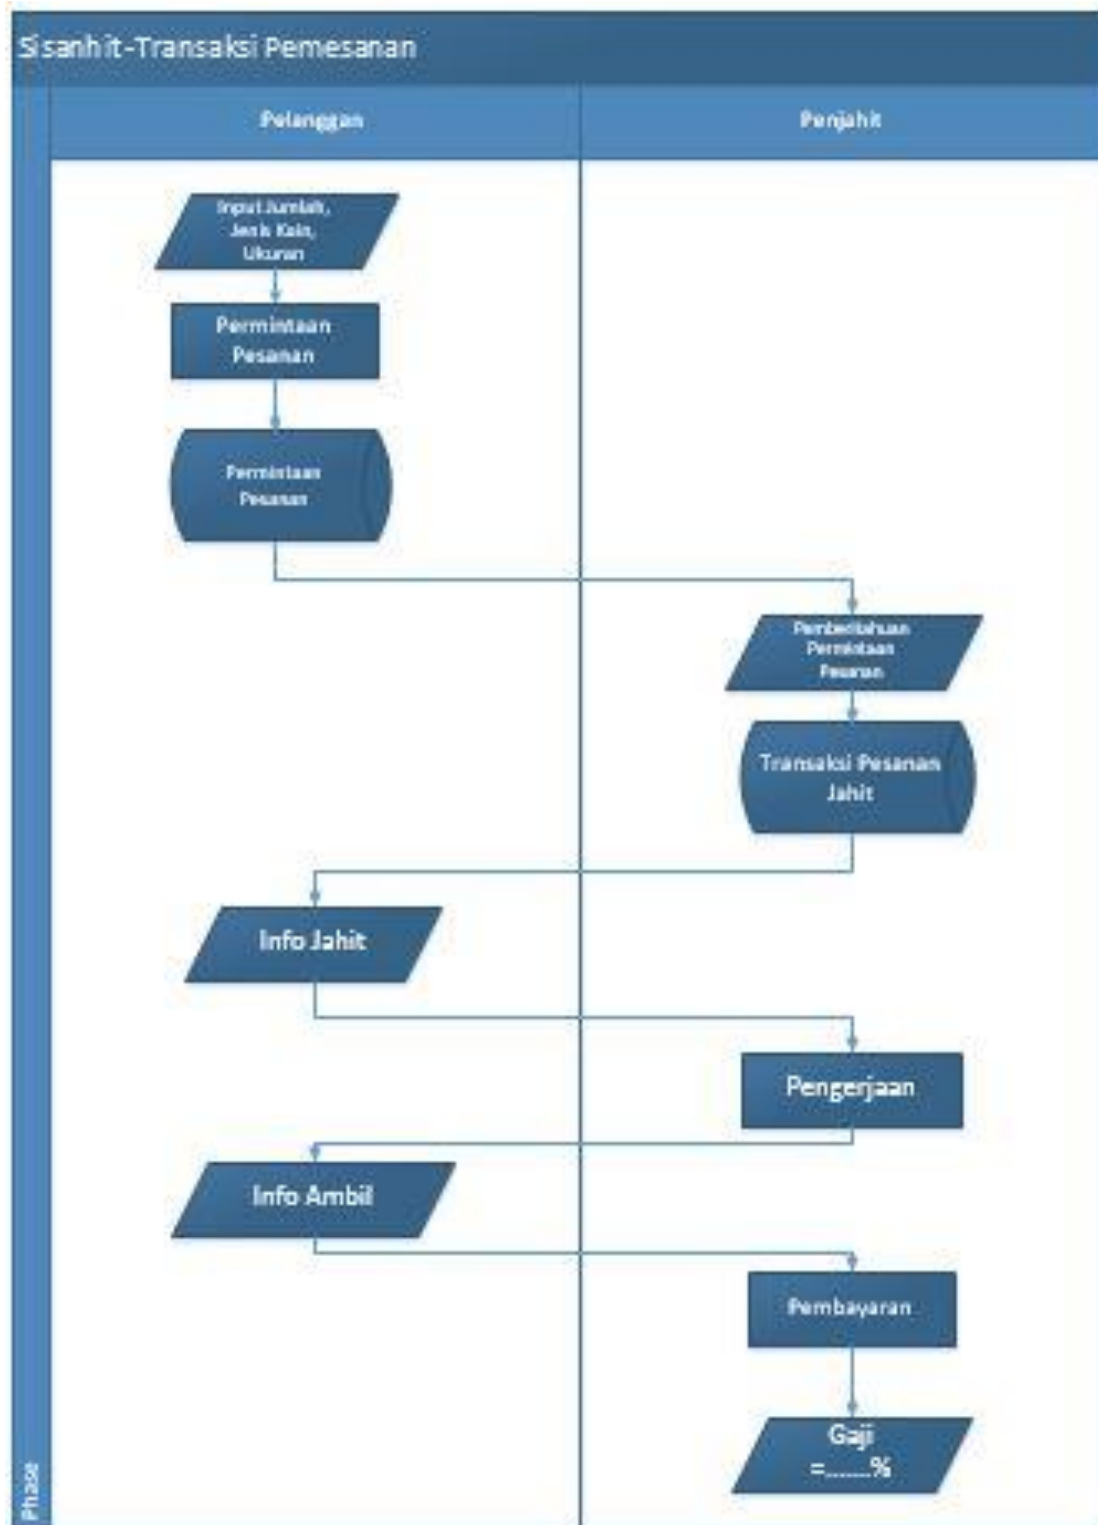 Sisanhit-Transaksi Pemesanan
Pelanggan
Penjahit
Input Jumlah,
Jenis Kain,
Ukuran
Permintaan
Pesanan
Permintaan
Pesanan
Pemberitahuan
Permintaan
Pesanan
Transaksi Pesanan
Jahit
Info Jahit
Pengerjaan
Info Ambil
Pembayaran
Gaji
=.......%
Phase